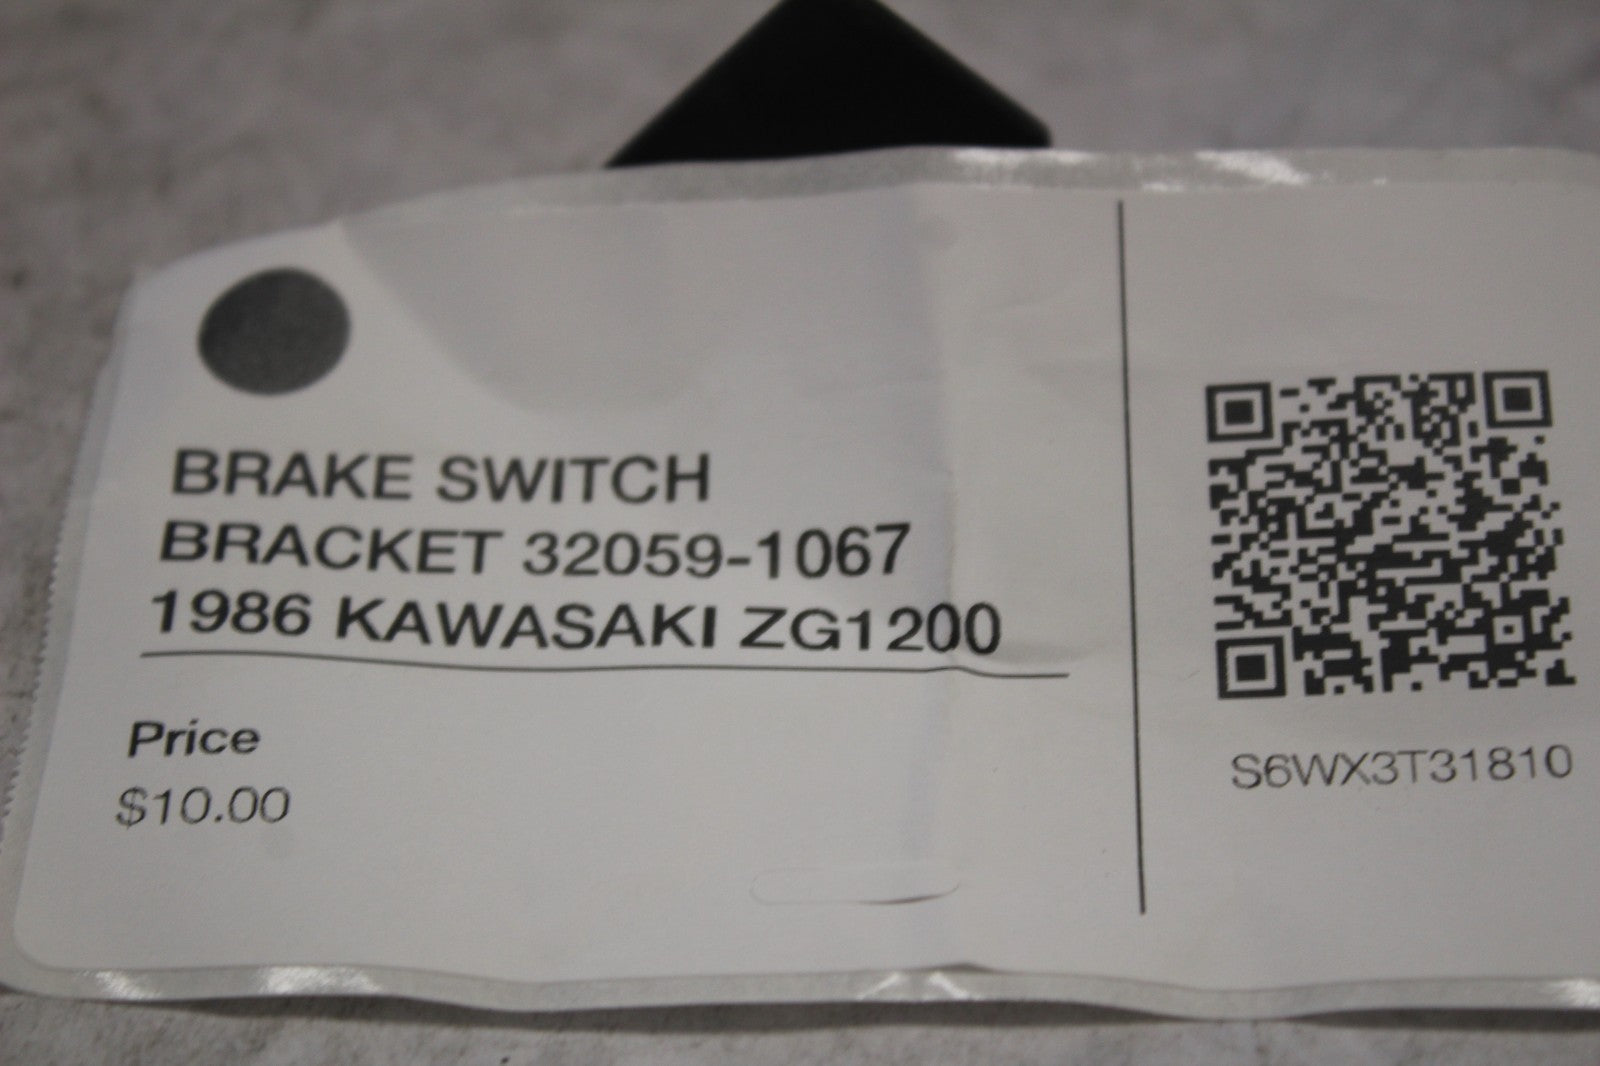 BRAKE SWITCH
BRACKET 32059-1067
1986 KAWASAKI ZG1200
Price
$10.00
S6WX3T31810